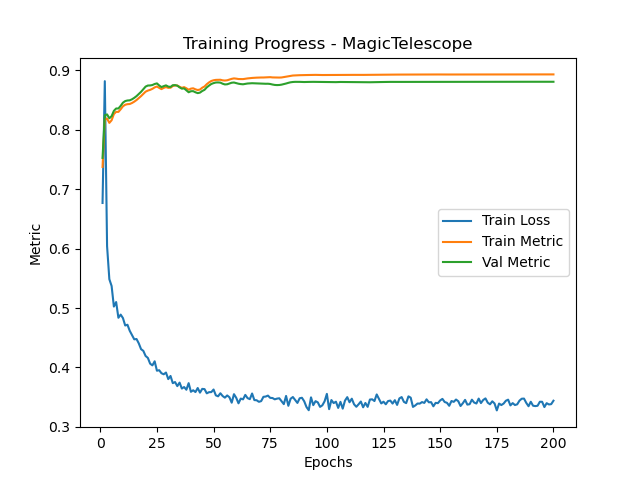 Training Progress - MagicTelescope
0.9
0.8
0.7
0.6
0.5
0.4
0.3
Metric
Train Loss
Train Metric
Val Metric
0 25 50 75 100 125 150 175 200
Epochs